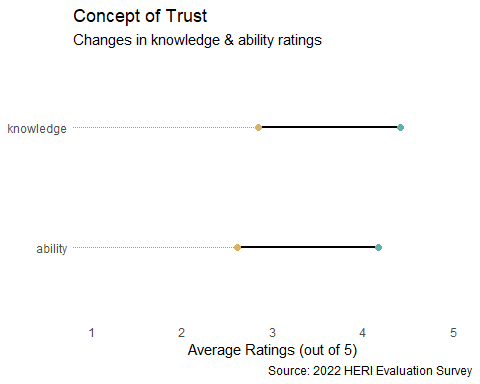 Concept of Trust
Changes in knowledge & ability ratings
knowledge
ability
1 2 3 4 5
Average Ratings (out of 5)
Source: 2022 HERI Evaluation Survey